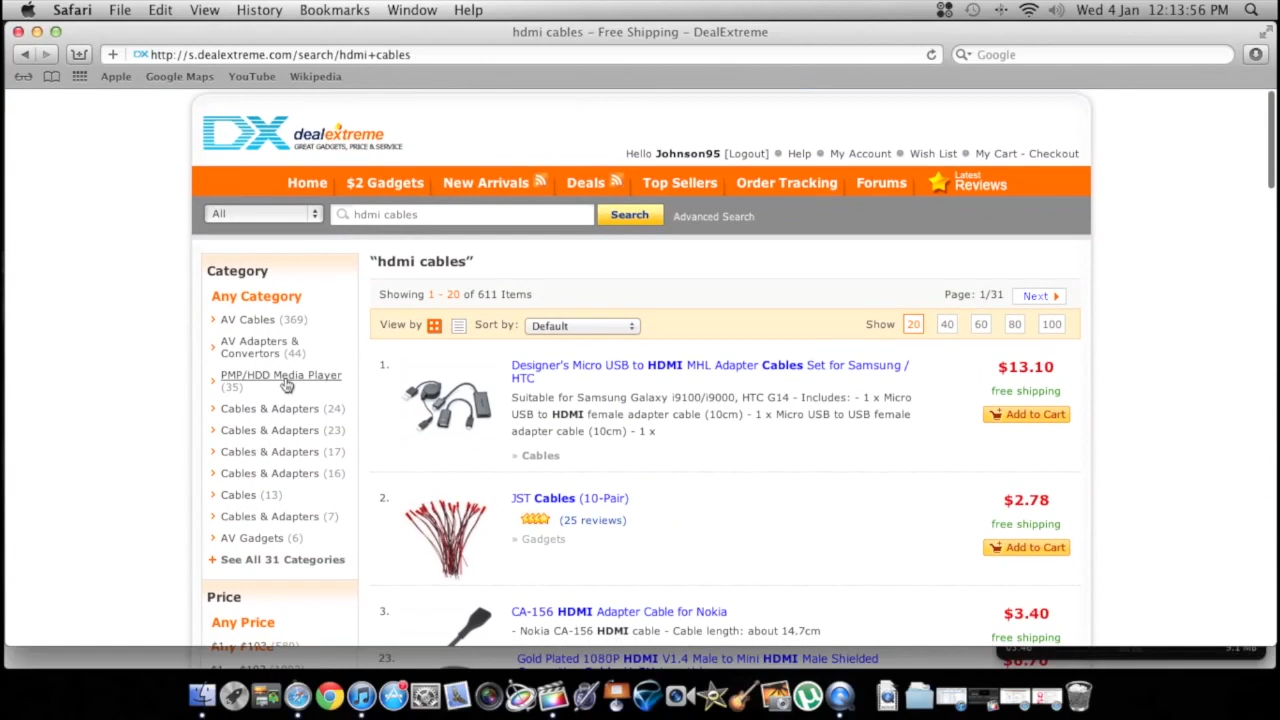 Safari File Edit View History Bookmarks Window Help Wed 4 Jan 12:13:56 PM
hdmi cables – Free Shipping – DealExtreme
DX http://s.dealextreme.com/search/hdmi+cables
Google
Apple Google Maps YouTube Wikipedia
DX dealextreme
GREAT GADGETS, PRICE & SERVICE
Hello Johnson95 [Logout] Help My Account Wish List My Cart - Checkout
Home $2 Gadgets New Arrivals Deals Top Sellers Order Tracking Forums Latest Reviews
All hdmi cables Search Advanced Search
Category
Any Category
AV Cables (369)
AV Adapters &
Convertors (44)
PMP/HDD Media Player
(35)
Cables & Adapters (24)
Cables & Adapters (23)
Cables & Adapters (17)
Cables & Adapters (16)
Cables (13)
Cables & Adapters (7)
AV Gadgets (6)
+ See All 31 Categories
Price
Any Price
“hdmi cables”
Showing 1 - 20 of 611 Items Page: 1/31 Next
View by Sort by: Default Show 20 40 60 80 100
1. Designer's Micro USB to HDMI MHL Adapter Cables Set for Samsung /
HTC
Suitable for Samsung Galaxy i9100/i9000, HTC G14 - Includes: - 1 x Micro
USB to HDMI female adapter cable (10cm) - 1 x Micro USB to USB female
adapter cable (10cm) - 1 x
» Cables
$13.10
free shipping
Add to Cart
2. JST Cables (10-Pair)
(25 reviews)
» Gadgets
$2.78
free shipping
Add to Cart
3. CA-156 HDMI Adapter Cable for Nokia
- Nokia CA-156 HDMI cable - Cable length: about 14.7cm
$3.40
free shipping
23. Gold Plated 1080P HDMI V1.4 Male to Mini HDMI Male Shielded